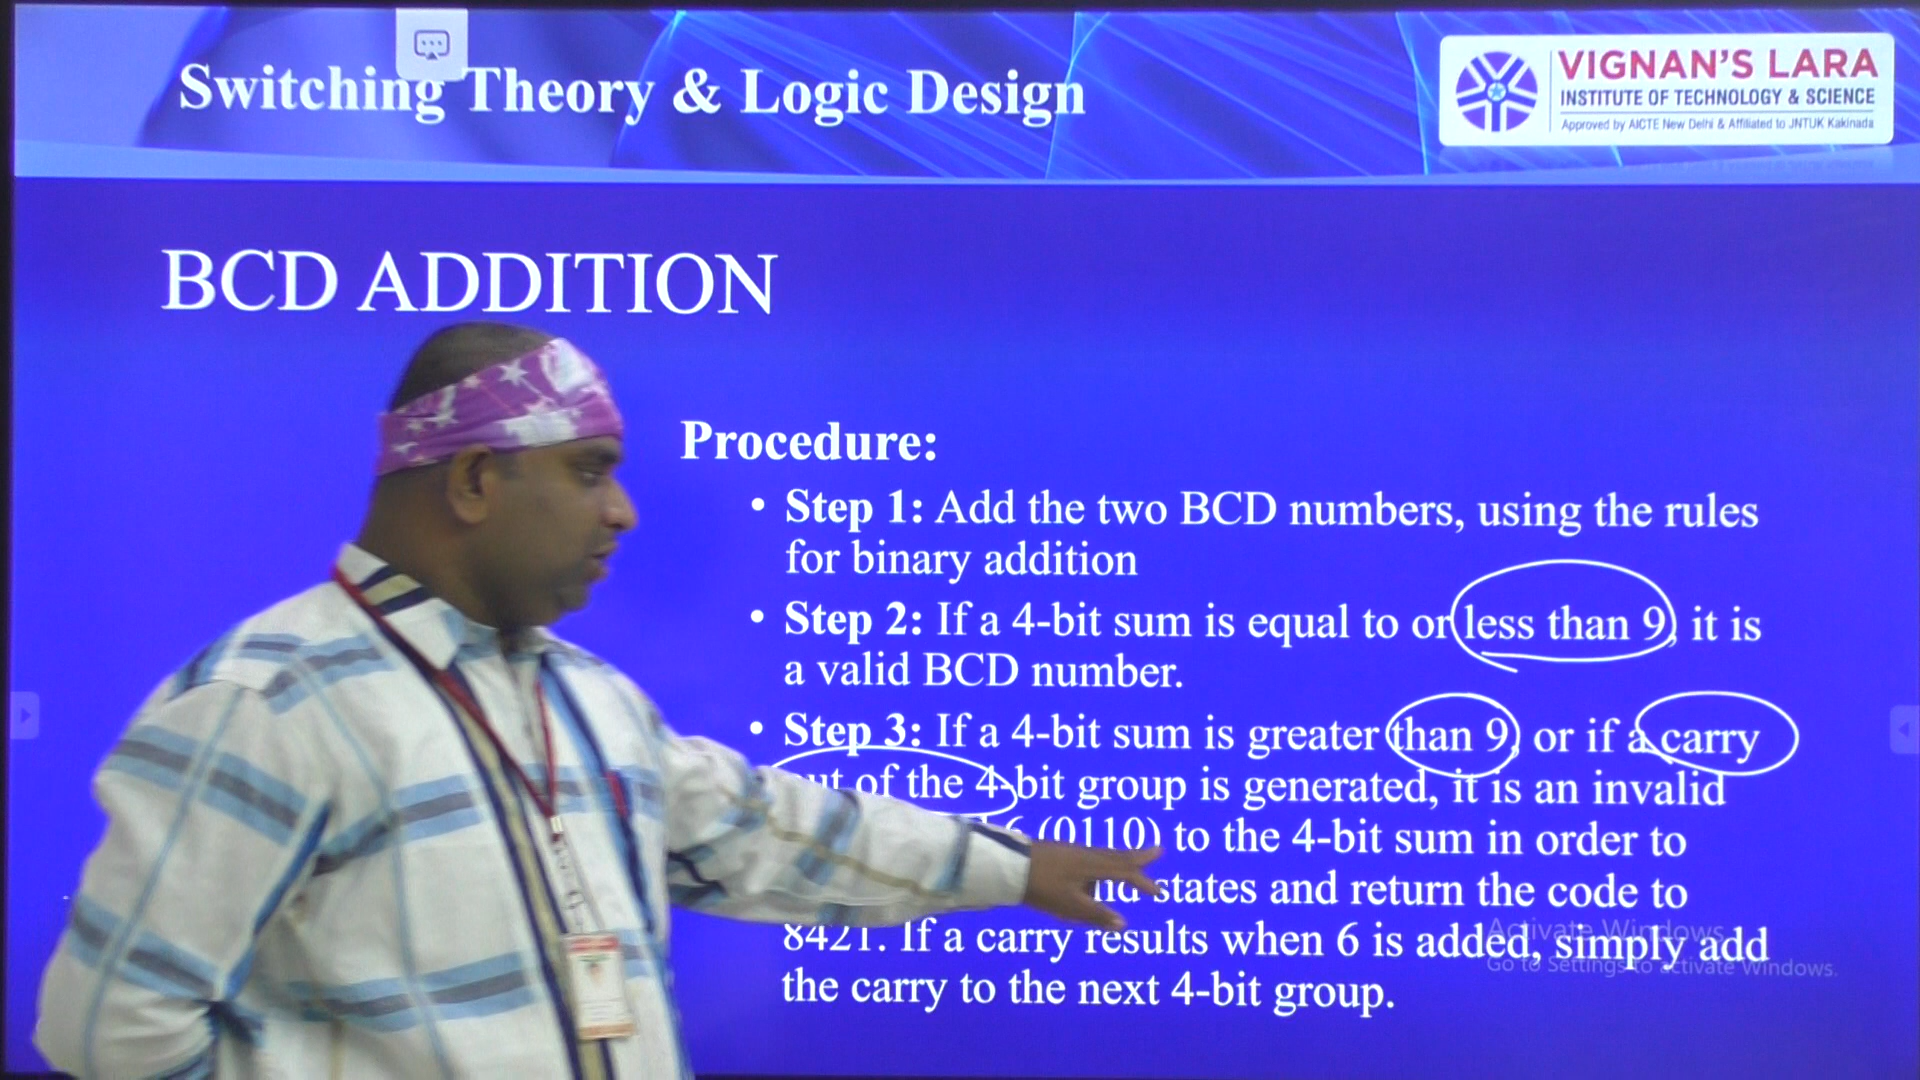 Switching Theory & Logic Design
VIGNAN'S LARA
INSTITUTE OF TECHNOLOGY & SCIENCE
Approved by AICTE New Delhi & Affiliated to JNTUK Kakinada
BCD ADDITION
Procedure:
• Step 1: Add the two BCD numbers, using the rules
for binary addition
• Step 2: If a 4-bit sum is equal to or less than 9, it is
a valid BCD number.
• Step 3: If a 4-bit sum is greater than 9, or if a carry
out of the 4-bit group is generated, it is an invalid
6 (0110) to the 4-bit sum in order to
states and return the code to
8421. If a carry results when 6 is added, simply add
the carry to the next 4-bit group.
Activate Windows
Go to Settings to activate Windows.